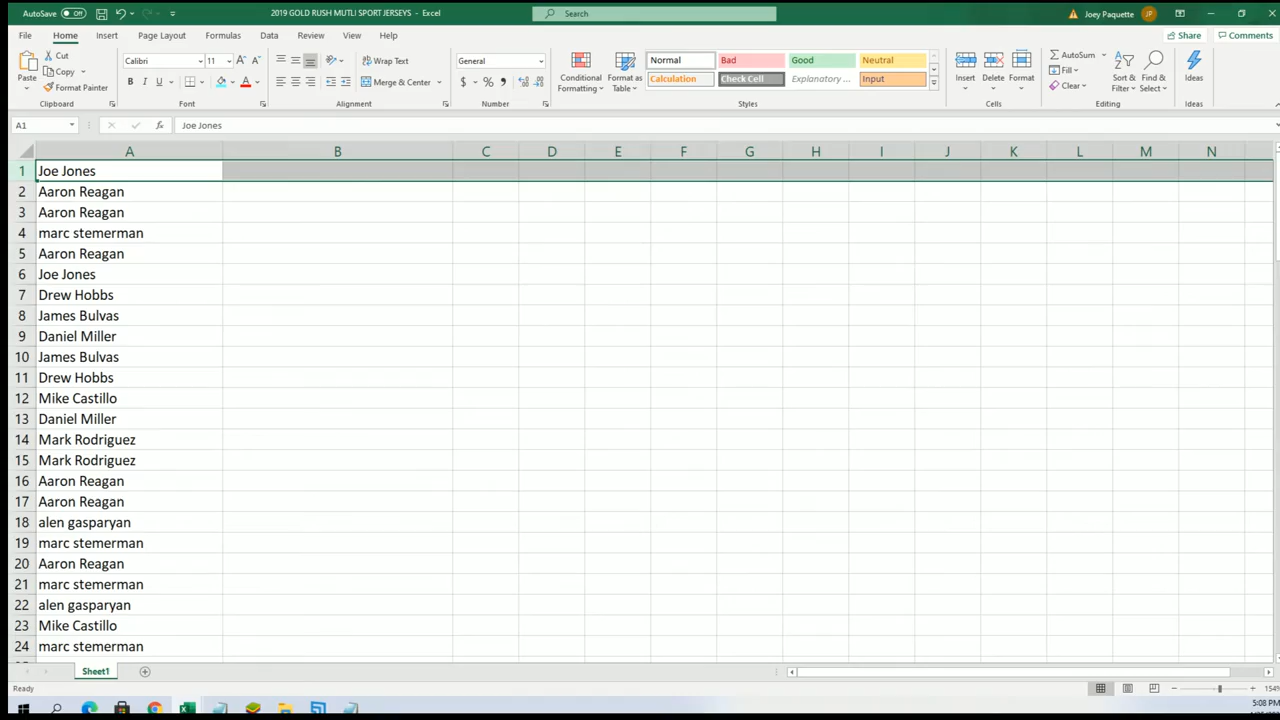 AutoSave Off 2019 GOLD RUSH MUTLI SPORT JERSEYS - Excel Search Joey Paquette JP
File Home Insert Page Layout Formulas Data Review View Help Share Comments
Paste Cut Copy Format Painter Clipboard
Calibri 11 B I U Font
Wrap Text Merge & Center Alignment
General $ % Number
Conditional Formatting Format as Table
Normal Bad Good Neutral
Calculation Check Cell Explanatory ... Input
Styles
Insert Delete Format Cells
AutoSum Fill Clear Sort & Filter Find & Select Editing
Ideas Ideas
A1 fx Joe Jones
A B C D E F G H I J K L M N
1 Joe Jones
2 Aaron Reagan
3 Aaron Reagan
4 marc stemerman
5 Aaron Reagan
6 Joe Jones
7 Drew Hobbs
8 James Bulvas
9 Daniel Miller
10 James Bulvas
11 Drew Hobbs
12 Mike Castillo
13 Daniel Miller
14 Mark Rodriguez
15 Mark Rodriguez
16 Aaron Reagan
17 Aaron Reagan
18 alen gasparyan
19 marc stemerman
20 Aaron Reagan
21 marc stemerman
22 alen gasparyan
23 Mike Castillo
24 marc stemerman
Sheet1
Ready 154%
5:08 PM